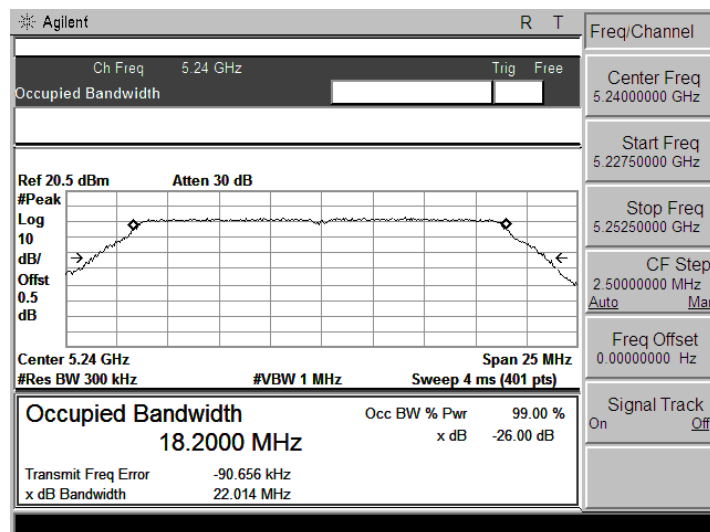 Agilent R T
Ch Freq 5.24 GHz Trig Free
Occupied Bandwidth
Ref 20.5 dBm Atten 30 dB
#Peak
Log
10
dB/
Offst
0.5
dB
Center 5.24 GHz Span 25 MHz
#Res BW 300 kHz #VBW 1 MHz Sweep 4 ms (401 pts)
Occupied Bandwidth
18.2000 MHz
Occ BW % Pwr 99.00 %
x dB -26.00 dB
Transmit Freq Error -90.656 kHz
x dB Bandwidth 22.014 MHz
Freq/Channel
Center Freq
5.24000000 GHz
Start Freq
5.22750000 GHz
Stop Freq
5.25250000 GHz
CF Step
2.50000000 MHz
Auto Man
Freq Offset
0.00000000 Hz
Signal Track
On Off